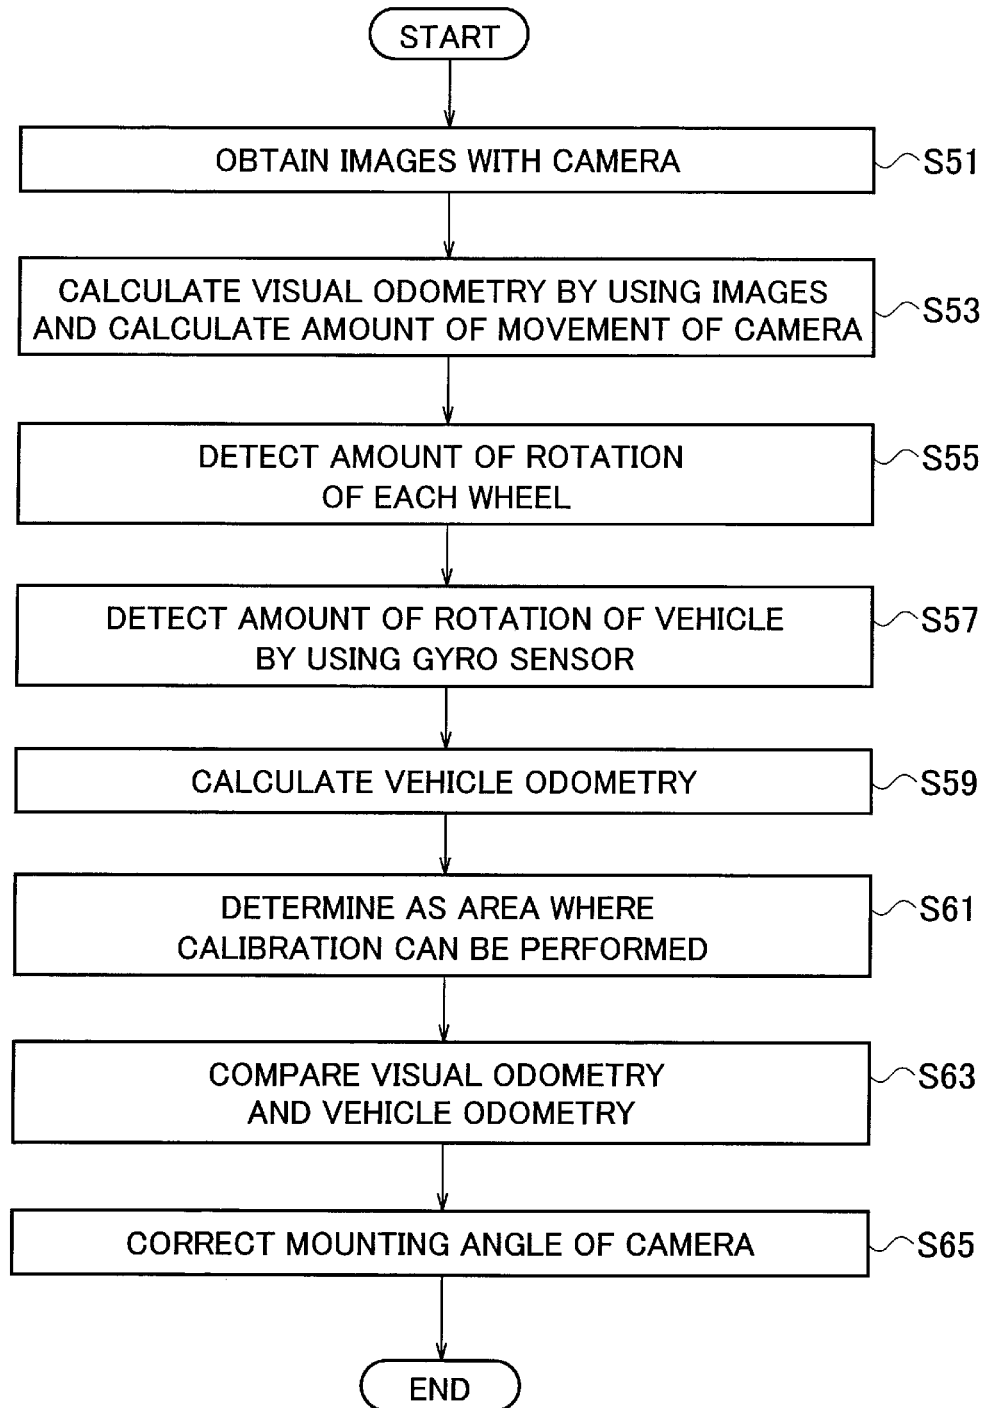 START
OBTAIN IMAGES WITH CAMERA
S51
CALCULATE VISUAL ODOMETRY BY USING IMAGES
AND CALCULATE AMOUNT OF MOVEMENT OF CAMERA
S53
DETECT AMOUNT OF ROTATION
OF EACH WHEEL
S55
DETECT AMOUNT OF ROTATION OF VEHICLE
BY USING GYRO SENSOR
S57
CALCULATE VEHICLE ODOMETRY
S59
DETERMINE AS AREA WHERE
CALIBRATION CAN BE PERFORMED
S61
COMPARE VISUAL ODOMETRY
AND VEHICLE ODOMETRY
S63
CORRECT MOUNTING ANGLE OF CAMERA
S65
END